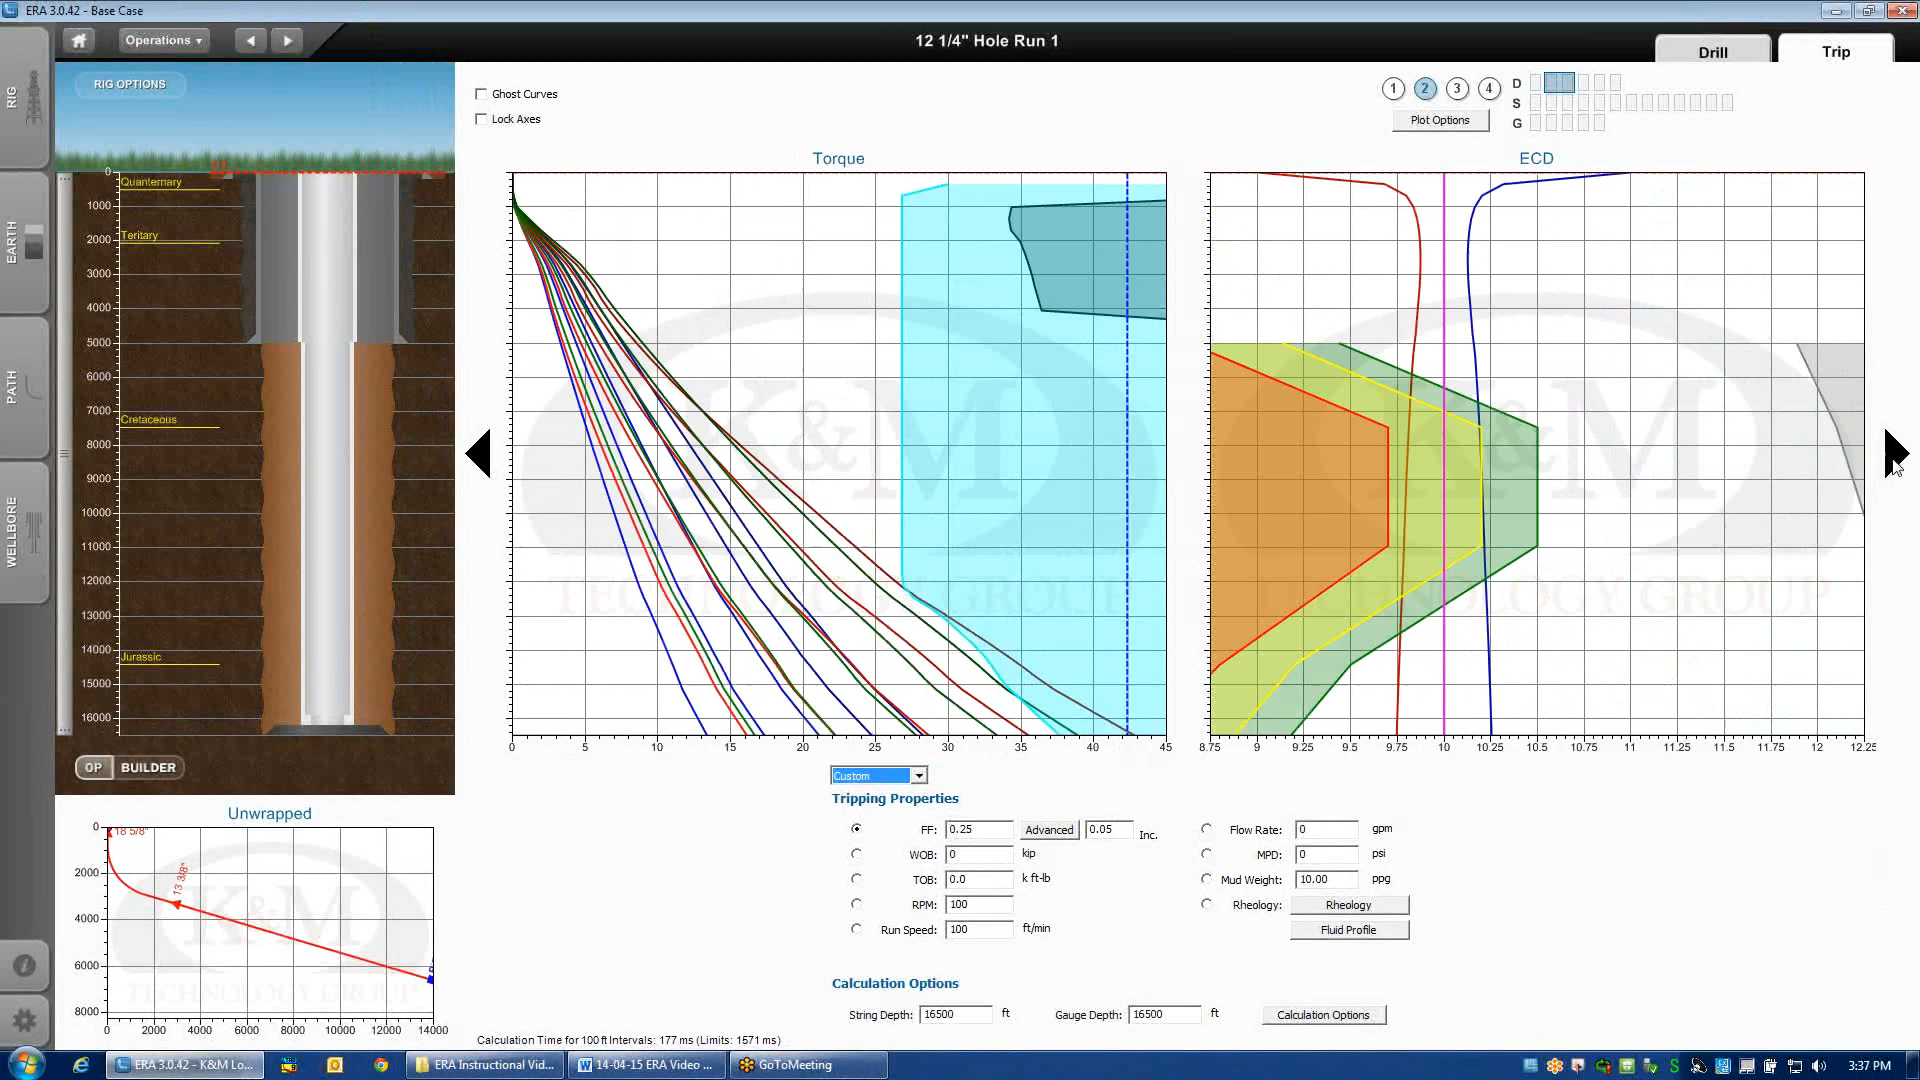 ERA 3.0.42 - Base Case
Operations
12 1/4" Hole Run 1
Drill
Trip
RIG
EARTH
PATH
WELLBORE
RIG OPTIONS
0
1000
2000
3000
4000
5000
6000
7000
8000
9000
10000
11000
12000
13000
14000
15000
16000
Quanternary
Teritary
Cretaceous
Jurassic
OP BUILDER
Ghost Curves
Lock Axes
1 2 3 4
D
S
G
Plot Options
Torque
K&M
TECHNOLOGY GROUP
0 5 10 15 20 25 30 35 40 45
ECD
K&M
TECHNOLOGY GROUP
8.75 9 9.25 9.5 9.75 10 10.25 10.5 10.75 11 11.25 11.5 11.75 12 12.25
Custom
Tripping Properties
FF: 0.25 Advanced 0.05 Inc.
WOB: 0 kip
TOB: 0.0 k ft-lb
RPM: 100
Run Speed: 100 ft/min
Flow Rate: 0 gpm
MPD: 0 psi
Mud Weight: 10.00 ppg
Rheology: Rheology
Fluid Profile
Calculation Options
String Depth: 16500 ft
Gauge Depth: 16500 ft
Calculation Options
Calculation Time for 100ft Intervals: 177 ms (Limits: 1571 ms)
Unwrapped
18 5/8"
13 3/8"
K&M
TECHNOLOGY GROUP
0
2000
4000
6000
8000
0 2000 4000 6000 8000 10000 12000 14000
ERA 3.0.42 - K&M Lo...
ERA Instructional Vid...
14-04-15 ERA Video ...
GoToMeeting
3:37 PM